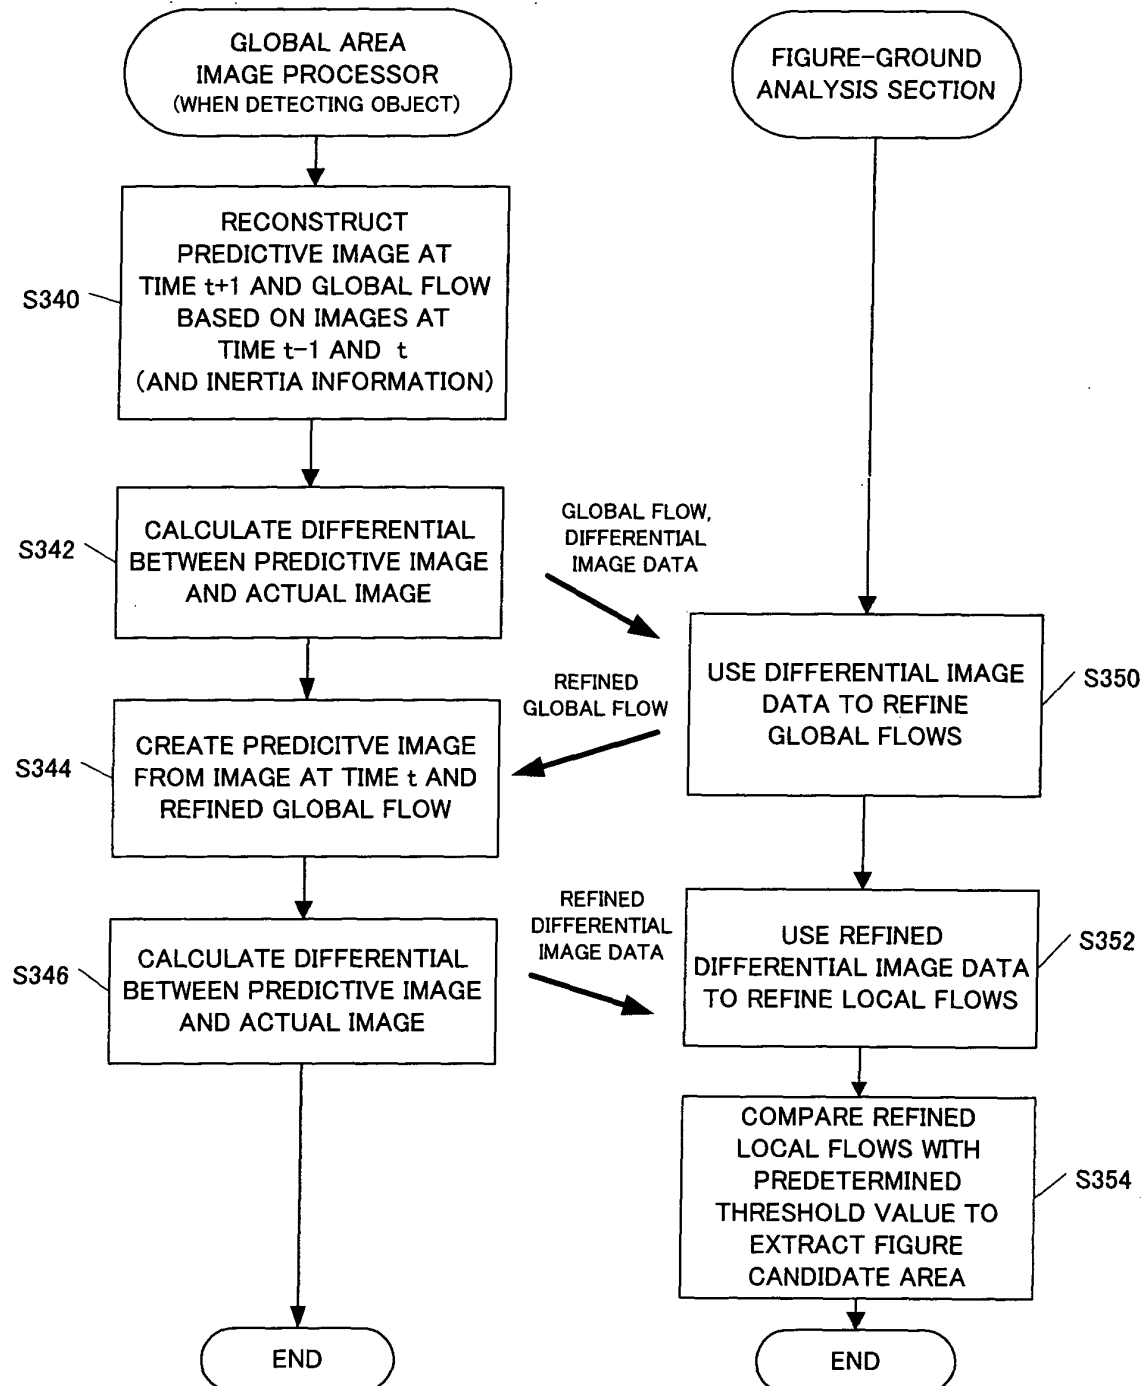 GLOBAL AREA
IMAGE PROCESSOR
(WHEN DETECTING OBJECT)
FIGURE-GROUND
ANALYSIS SECTION
RECONSTRUCT
PREDICTIVE IMAGE AT
TIME t+1 AND GLOBAL FLOW
BASED ON IMAGES AT
TIME t-1 AND t
(AND INERTIA INFORMATION)
S340
CALCULATE DIFFERENTIAL
BETWEEN PREDICTIVE IMAGE
AND ACTUAL IMAGE
S342
GLOBAL FLOW,
DIFFERENTIAL
IMAGE DATA
USE DIFFERENTIAL IMAGE
DATA TO REFINE
GLOBAL FLOWS
S350
REFINED
GLOBAL FLOW
CREATE PREDICITVE IMAGE
FROM IMAGE AT TIME t AND
REFINED GLOBAL FLOW
S344
REFINED
DIFFERENTIAL
IMAGE DATA
CALCULATE DIFFERENTIAL
BETWEEN PREDICTIVE IMAGE
AND ACTUAL IMAGE
S346
USE REFINED
DIFFERENTIAL IMAGE DATA
TO REFINE LOCAL FLOWS
S352
COMPARE REFINED
LOCAL FLOWS WITH
PREDETERMINED
THRESHOLD VALUE TO
EXTRACT FIGURE
CANDIDATE AREA
S354
END
END